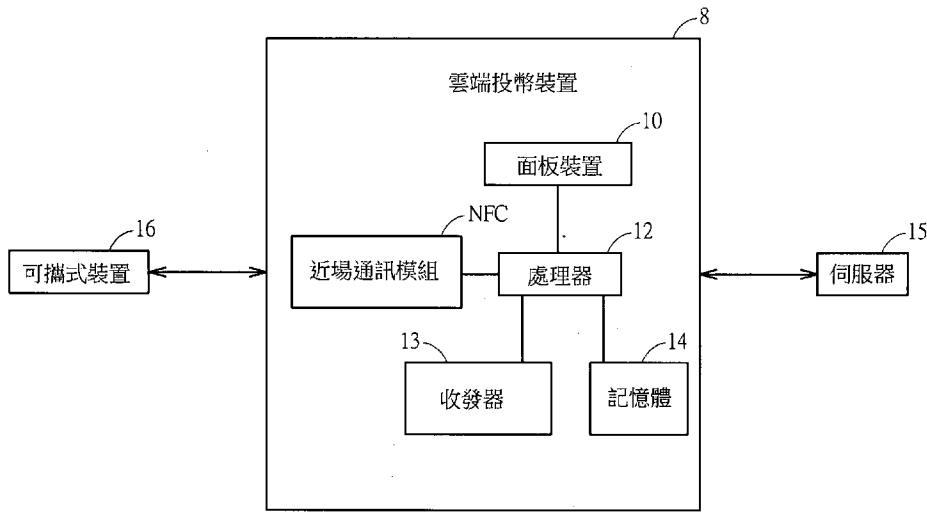 8
雲端投幣裝置
10
面板裝置
NFC
近場通訊模組
12
處理器
16
可攜式裝置
15
伺服器
13
收發器
14
記憶體